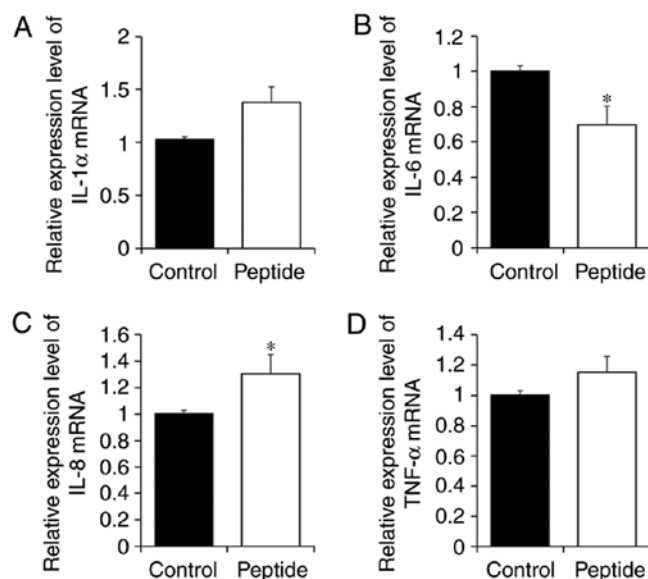 A
Relative expression level of
IL-1α mRNA
2
1.5
1
0.5
0
Control Peptide
B
Relative expression level of
IL-6 mRNA
1.2
1
0.8
0.6
0.4
0.2
0
*
Control Peptide
C
Relative expression level of
IL-8 mRNA
1.6
1.4
1.2
1
0.8
0.6
0.4
0.2
0
*
Control Peptide
D
Relative expression level of
TNF-α mRNA
1.4
1.2
1
0.8
0.6
0.4
0.2
0
Control Peptide